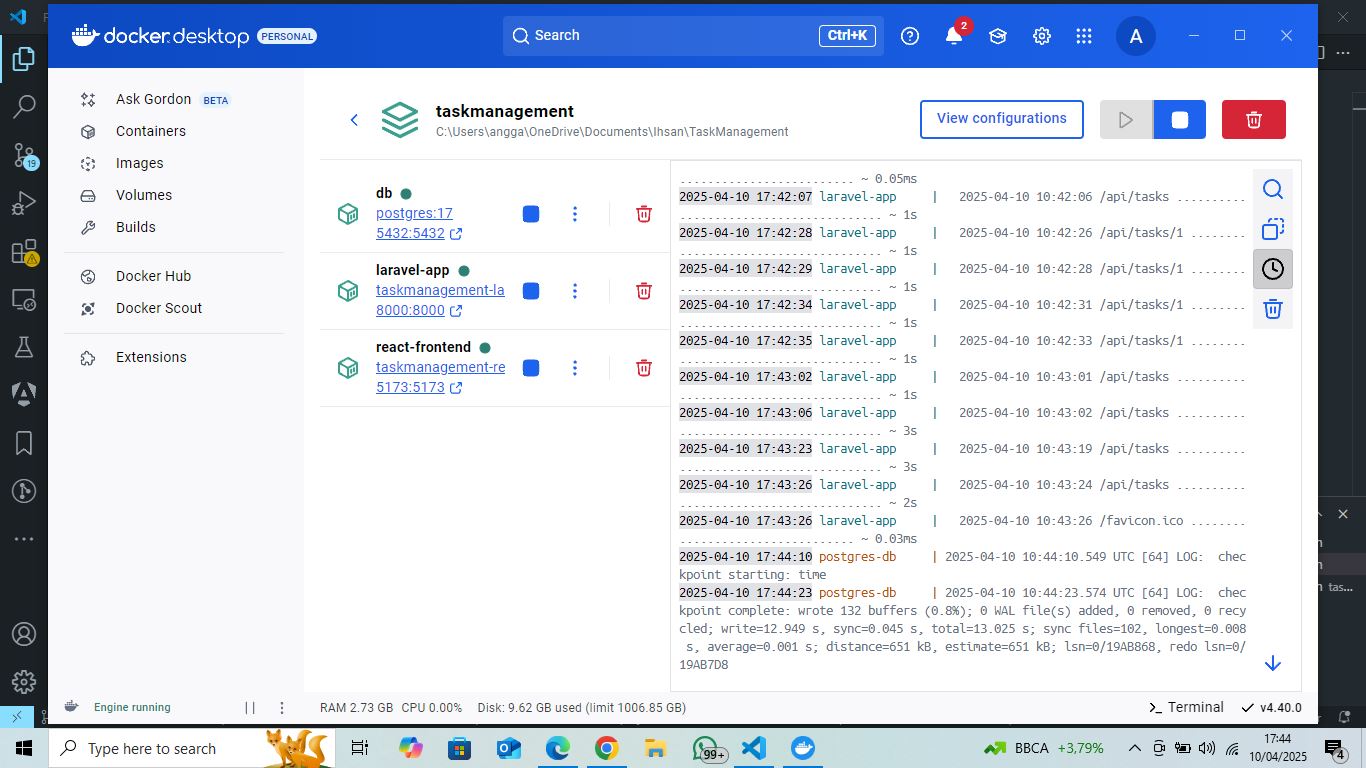 docker.desktop PERSONAL
Search Ctrl+K
2
A
Ask Gordon BETA
Containers
Images
Volumes
Builds
Docker Hub
Docker Scout
Extensions
taskmanagement
C:\Users\angga\OneDrive\Documents\Ihsan\TaskManagement
View configurations
db
postgres:17
5432:5432
laravel-app
taskmanagement-la
8000:8000
react-frontend
taskmanagement-re
5173:5173
........................ ~ 0.05ms
2025-04-10 17:42:07 laravel-app | 2025-04-10 10:42:06 /api/tasks ..........
............................ ~ 1s
2025-04-10 17:42:28 laravel-app | 2025-04-10 10:42:26 /api/tasks/1 ........
............................ ~ 1s
2025-04-10 17:42:29 laravel-app | 2025-04-10 10:42:28 /api/tasks/1 ........
............................ ~ 1s
2025-04-10 17:42:34 laravel-app | 2025-04-10 10:42:31 /api/tasks/1 ........
............................ ~ 1s
2025-04-10 17:42:35 laravel-app | 2025-04-10 10:42:33 /api/tasks/1 ........
............................ ~ 1s
2025-04-10 17:43:02 laravel-app | 2025-04-10 10:43:01 /api/tasks ..........
............................ ~ 1s
2025-04-10 17:43:06 laravel-app | 2025-04-10 10:43:02 /api/tasks ..........
............................ ~ 3s
2025-04-10 17:43:23 laravel-app | 2025-04-10 10:43:19 /api/tasks ..........
............................ ~ 3s
2025-04-10 17:43:26 laravel-app | 2025-04-10 10:43:24 /api/tasks ..........
............................ ~ 2s
2025-04-10 17:43:26 laravel-app | 2025-04-10 10:43:26 /favicon.ico ........
........................ ~ 0.03ms
2025-04-10 17:44:10 postgres-db | 2025-04-10 10:44:10.549 UTC [64] LOG:  chec
kpoint starting: time
2025-04-10 17:44:23 postgres-db | 2025-04-10 10:44:23.574 UTC [64] LOG:  chec
kpoint complete: wrote 132 buffers (0.8%); 0 WAL file(s) added, 0 removed, 0 recy
cled; write=12.949 s, sync=0.045 s, total=13.025 s; sync files=102, longest=0.008
 s, average=0.001 s; distance=651 kB, estimate=651 kB; lsn=0/19AB868, redo lsn=0/
19AB7D8
19
tas...
Engine running
RAM 2.73 GB CPU 0.00% Disk: 9.62 GB used (limit 1006.85 GB)
Terminal v4.40.0
Type here to search
99+
BBCA +3,79%
17:44
10/04/2025
4